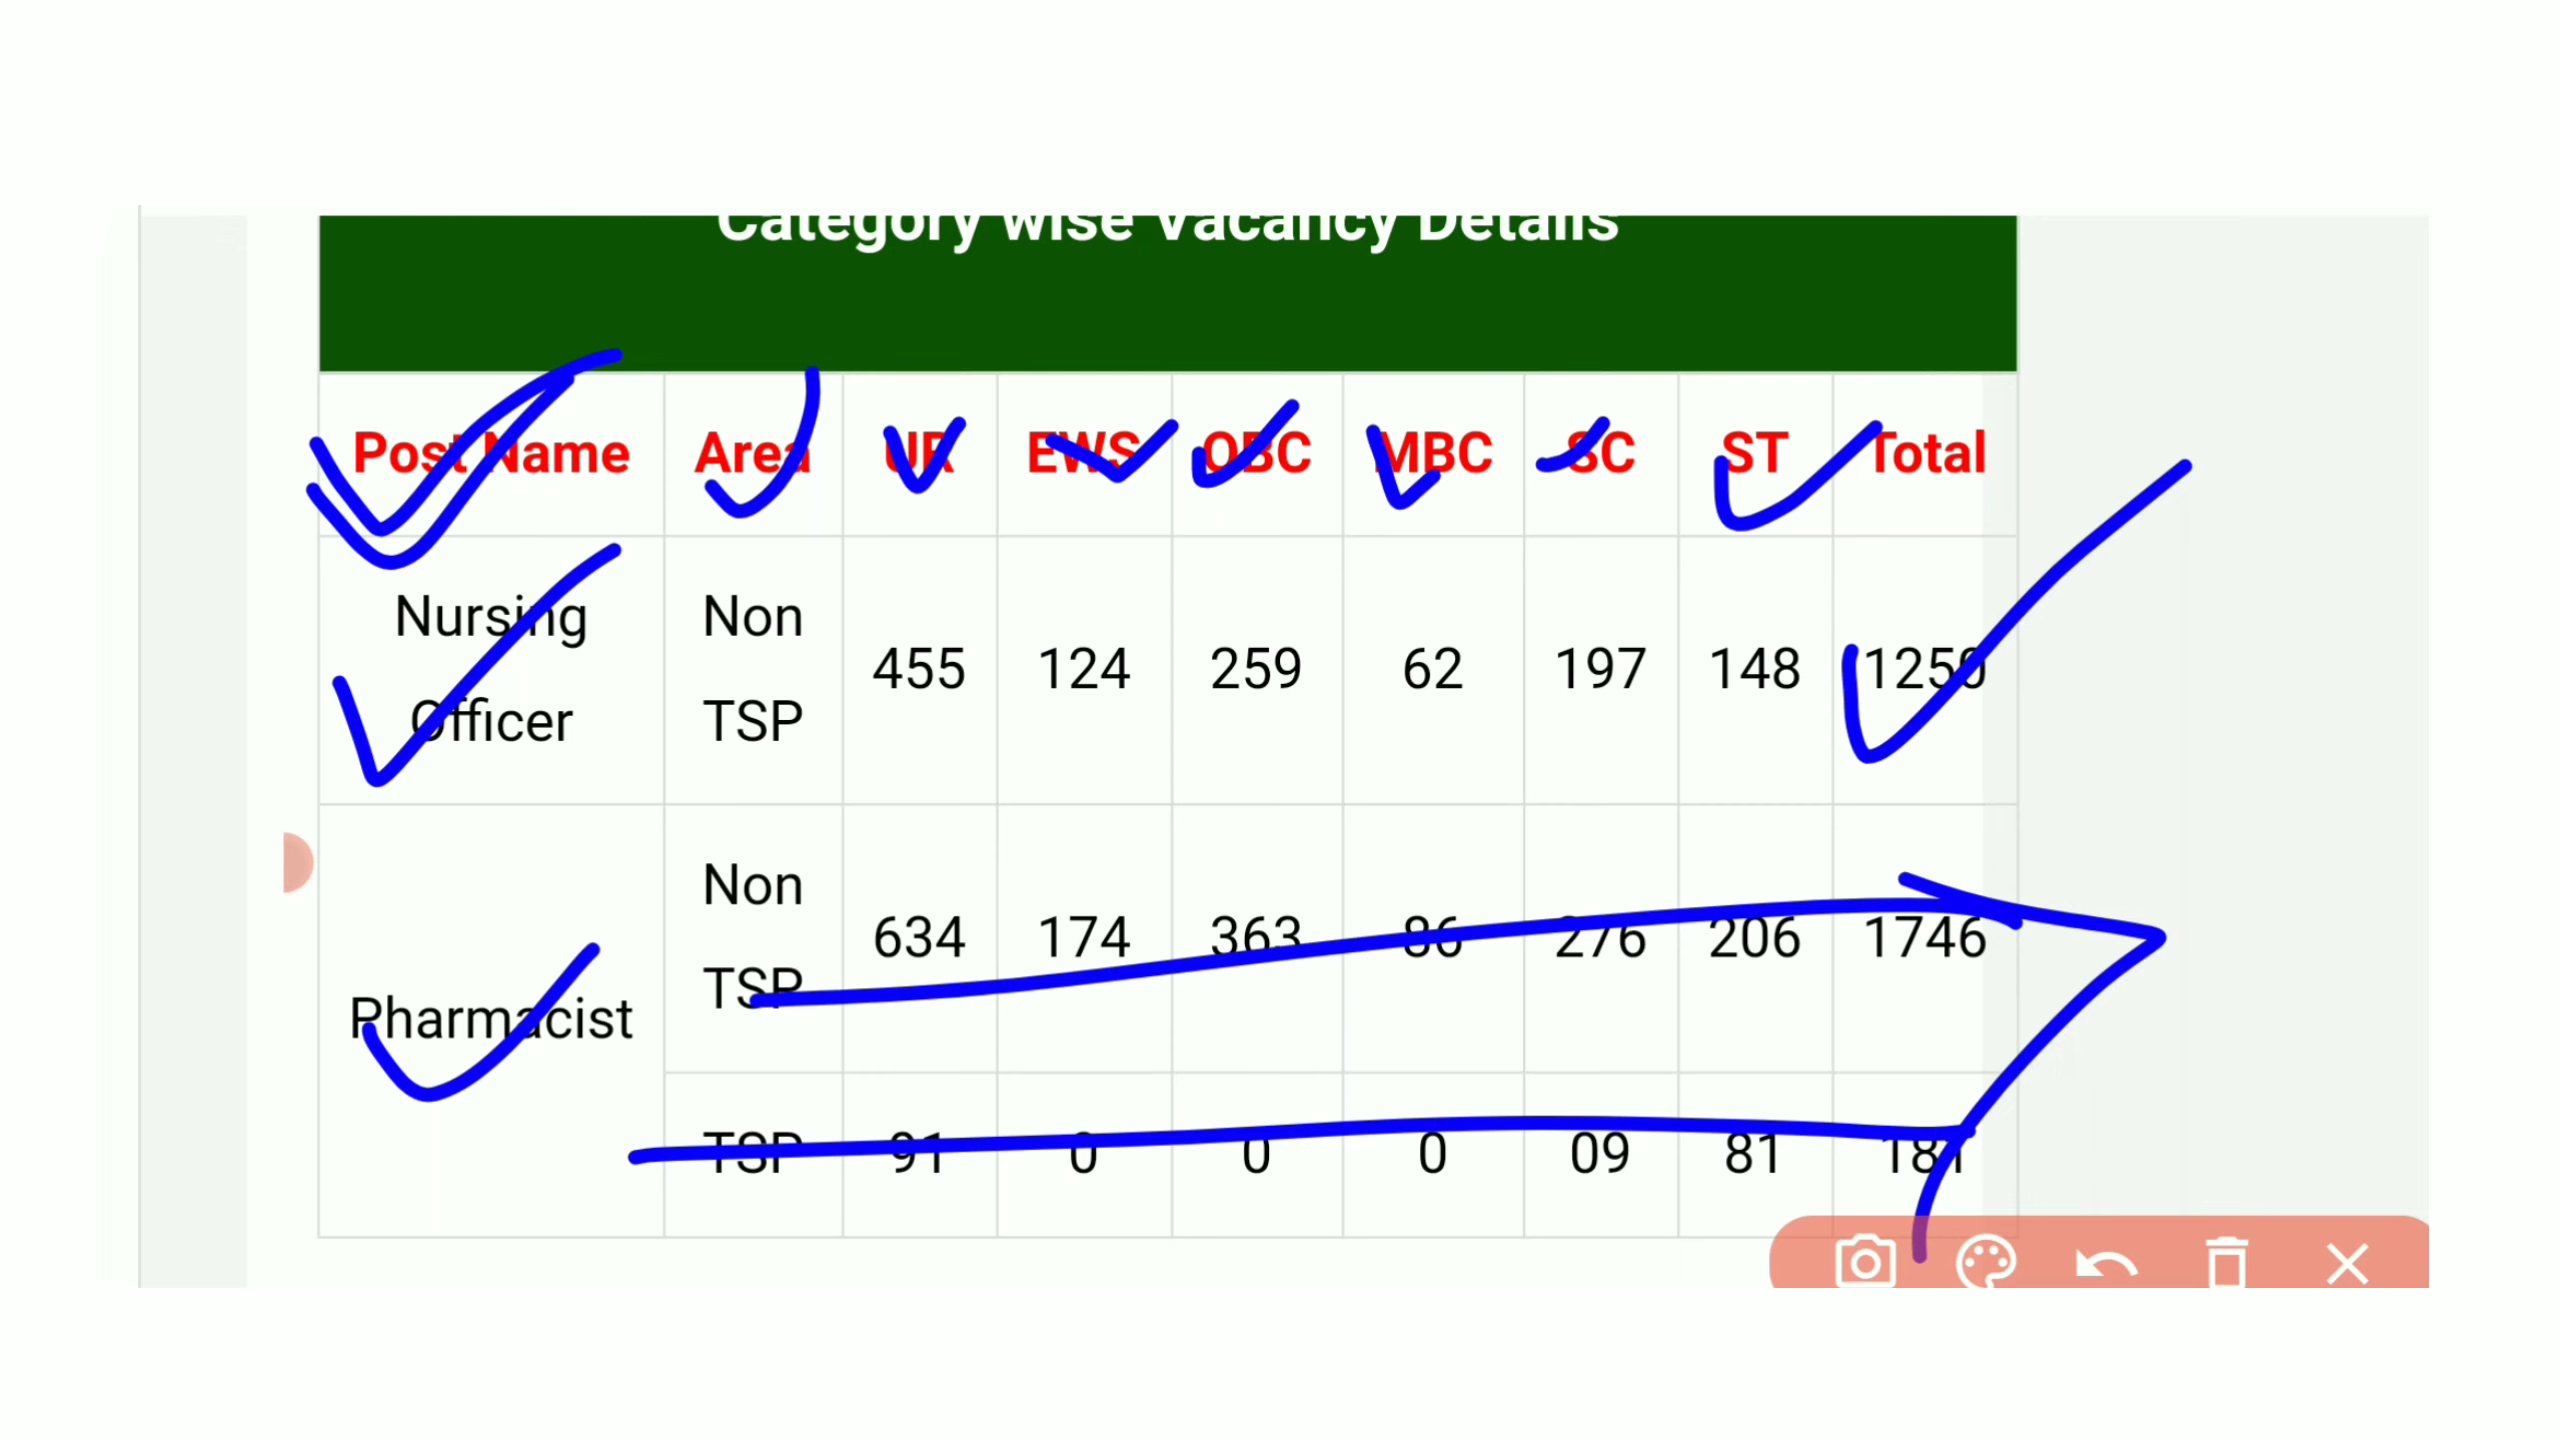 Category wise Vacancy Details
Post Name Area UR EWS OBC MBC SC ST Total
Nursing Officer Non TSP 455 124 259 62 197 148 1250
Pharmacist Non TSP 634 174 363 86 276 206 1746
TSP 91 0 0 0 09 81 181